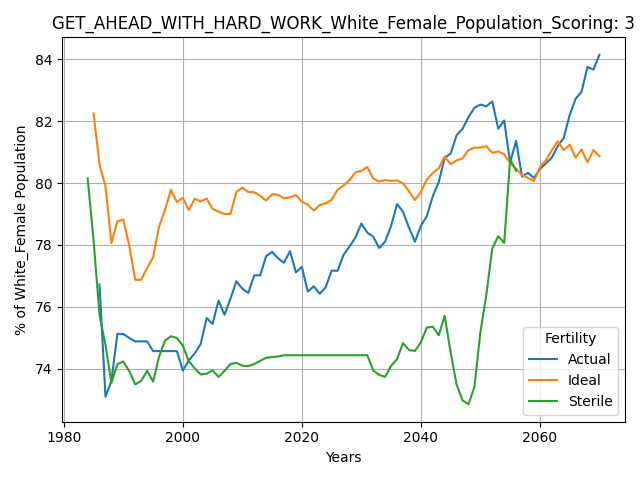 GET_AHEAD_WITH_HARD_WORK_White_Female_Population_Scoring: 3
84
82
80
78
76
74
% of White_Female Population
1980
2000
2020
2040
2060
Years
Fertility
Actual
Ideal
Sterile